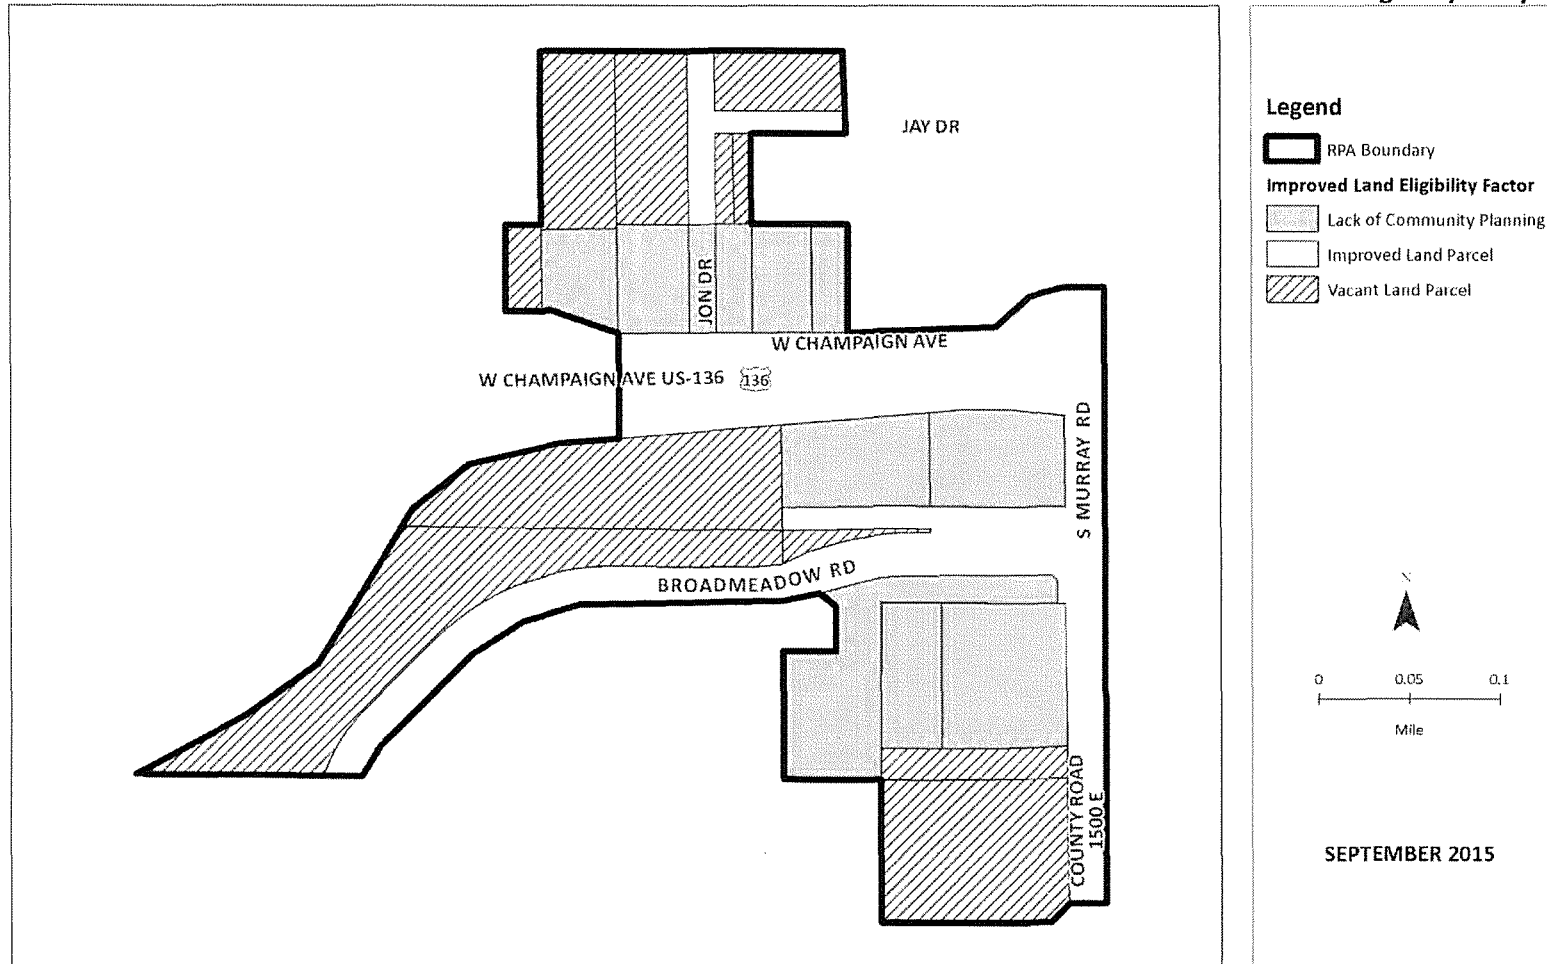 JAY DR
JON DR
W CHAMPAIGN AVE
W CHAMPAIGN AVE US-136
136
S MURRAY RD
BROADMEADOW RD
COUNTY ROAD
1500 E
Legend
RPA Boundary
Improved Land Eligibility Factor
Lack of Community Planning
Improved Land Parcel
Vacant Land Parcel
N
0 0.05 0.1
Mile
SEPTEMBER 2015